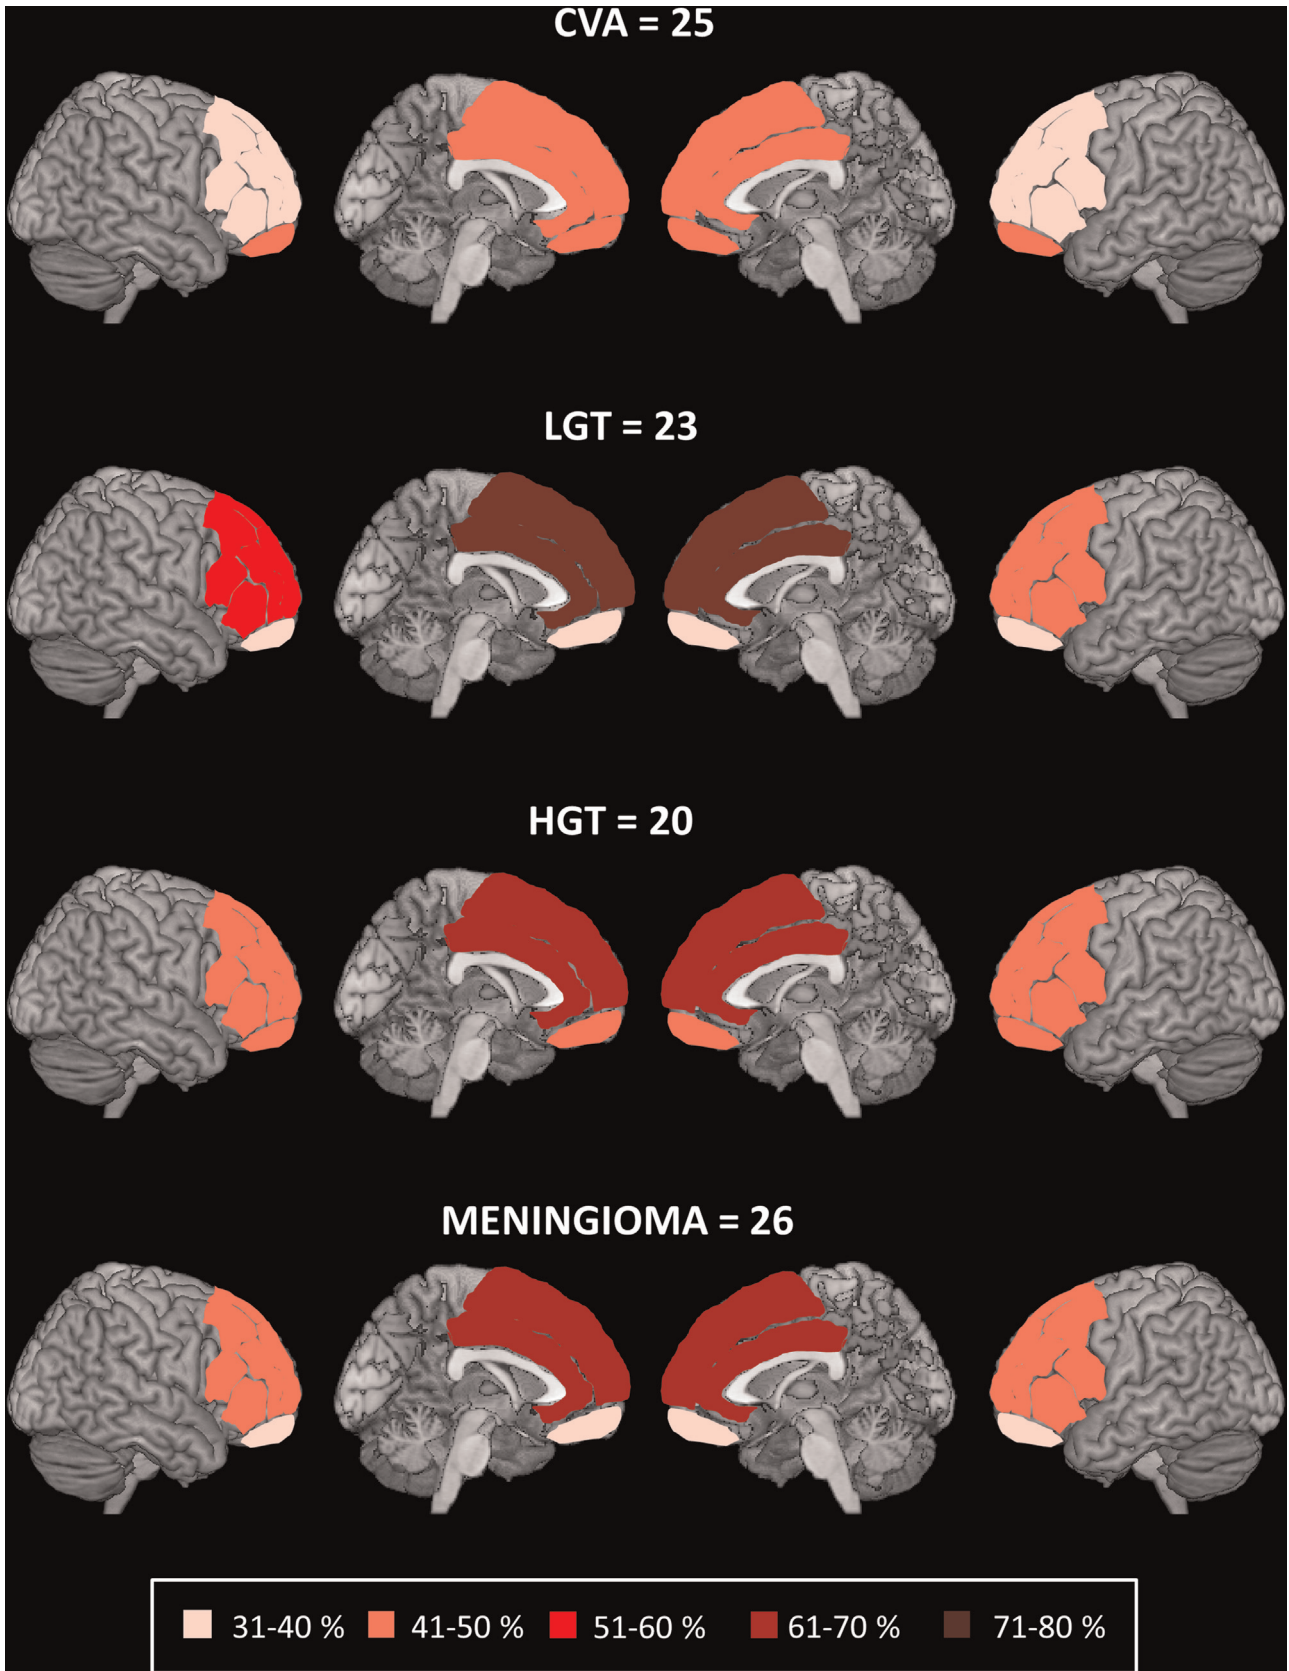 CVA = 25
LGT = 23
HGT = 20
MENINGIOMA = 26
31-40 % 41-50 % 51-60 % 61-70 % 71-80 %